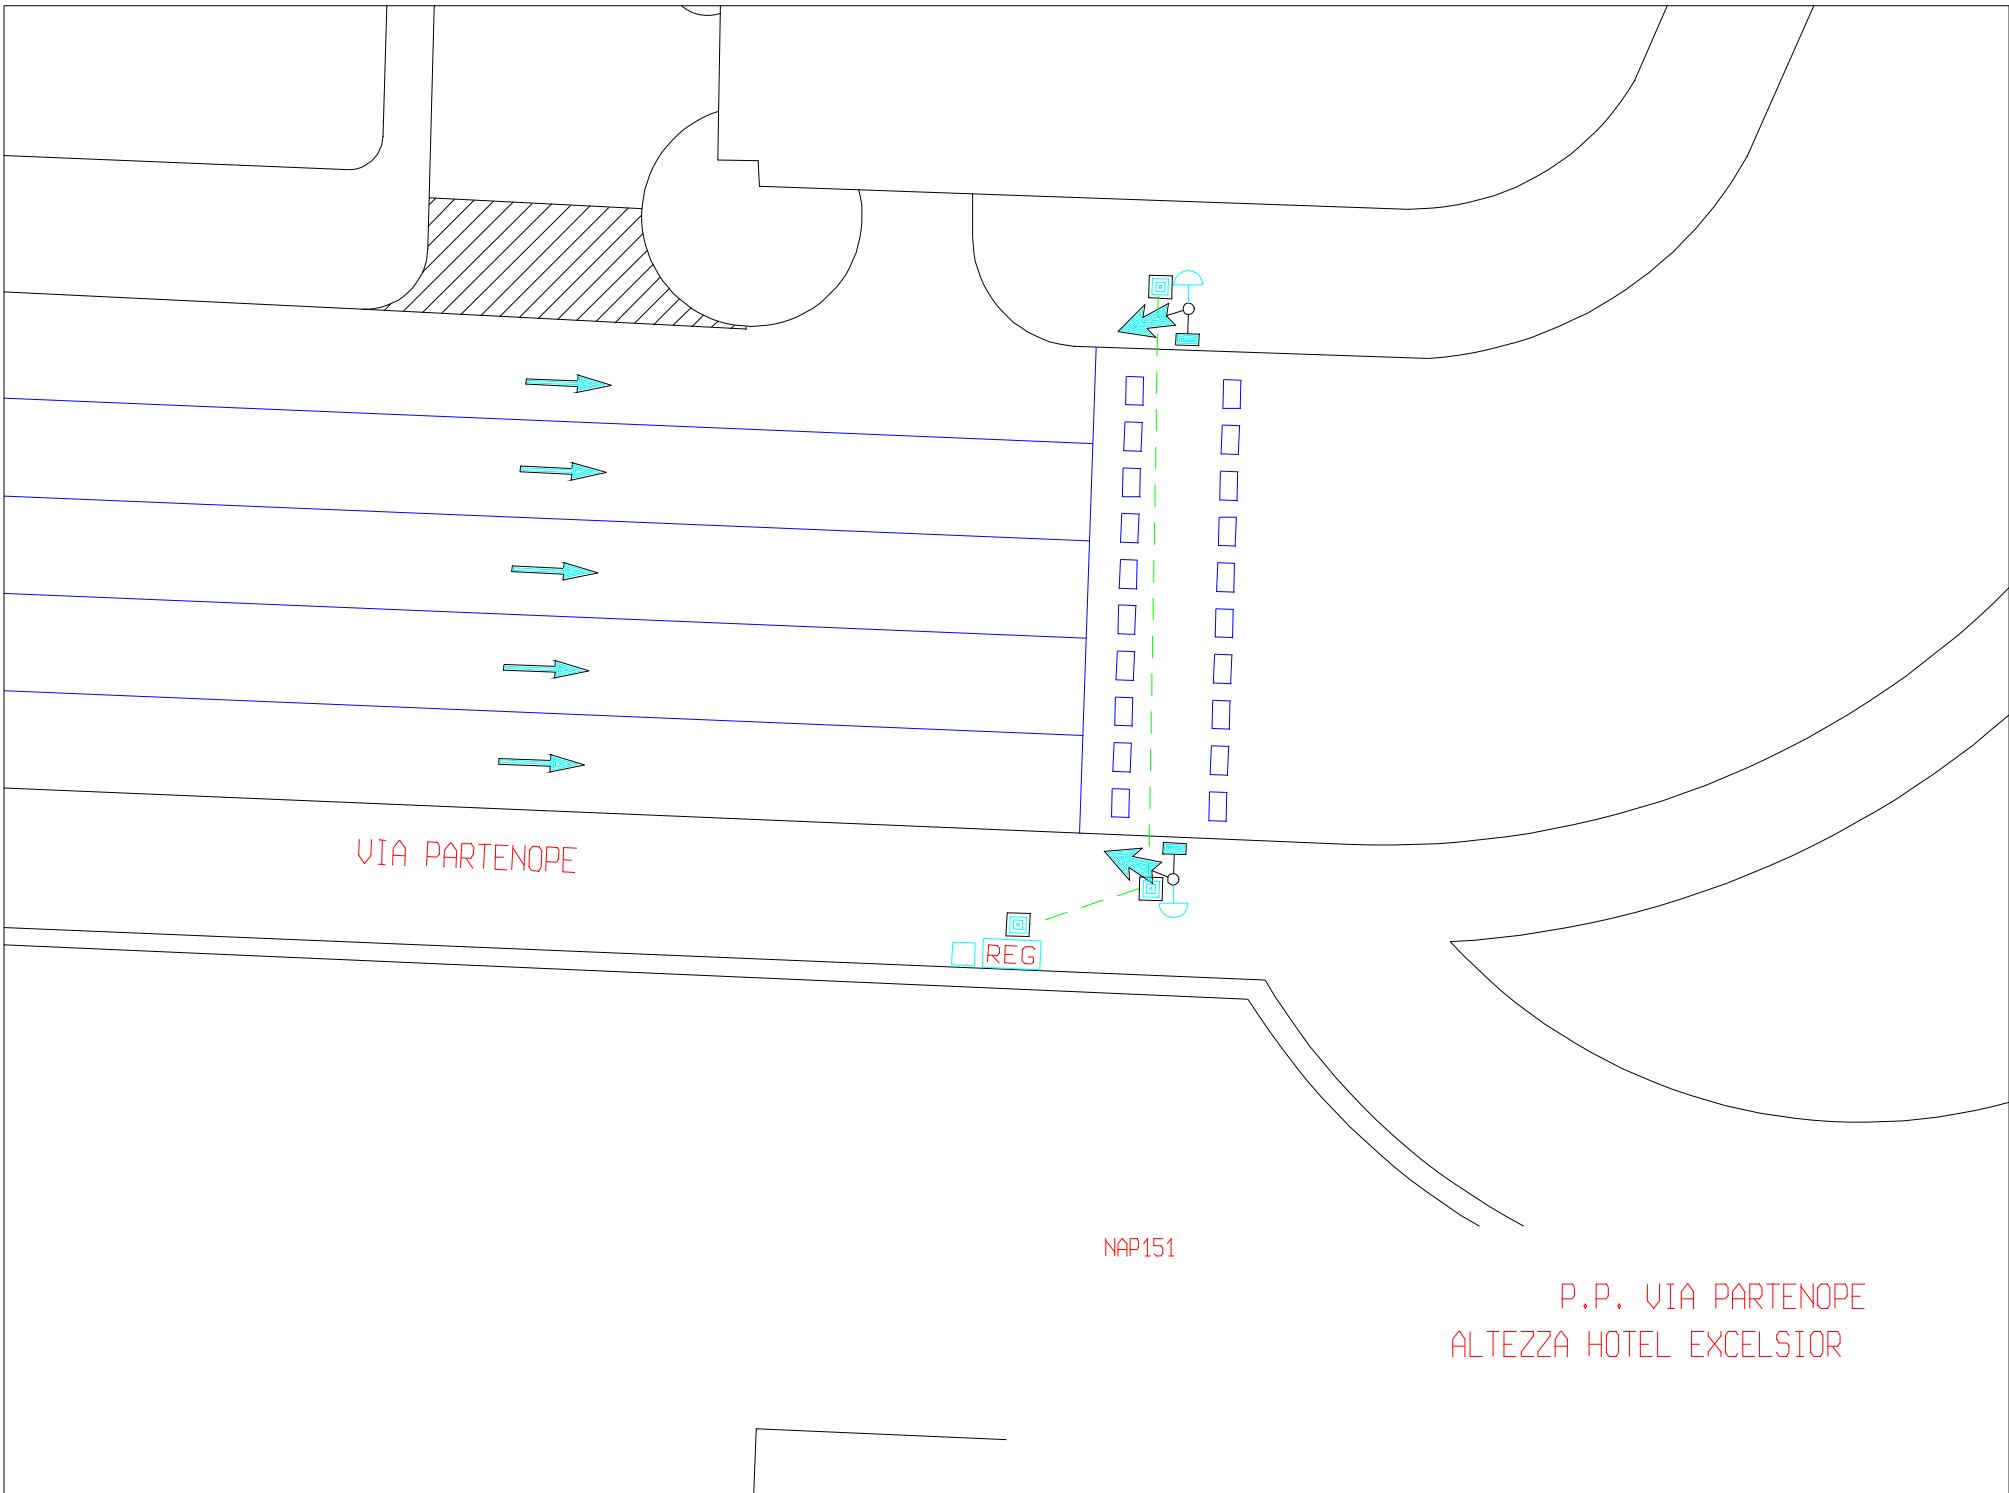 VIA PARTENOPE
REG
NAP151
P.P. VIA PARTENOPE
ALTEZZA HOTEL EXCELSIOR